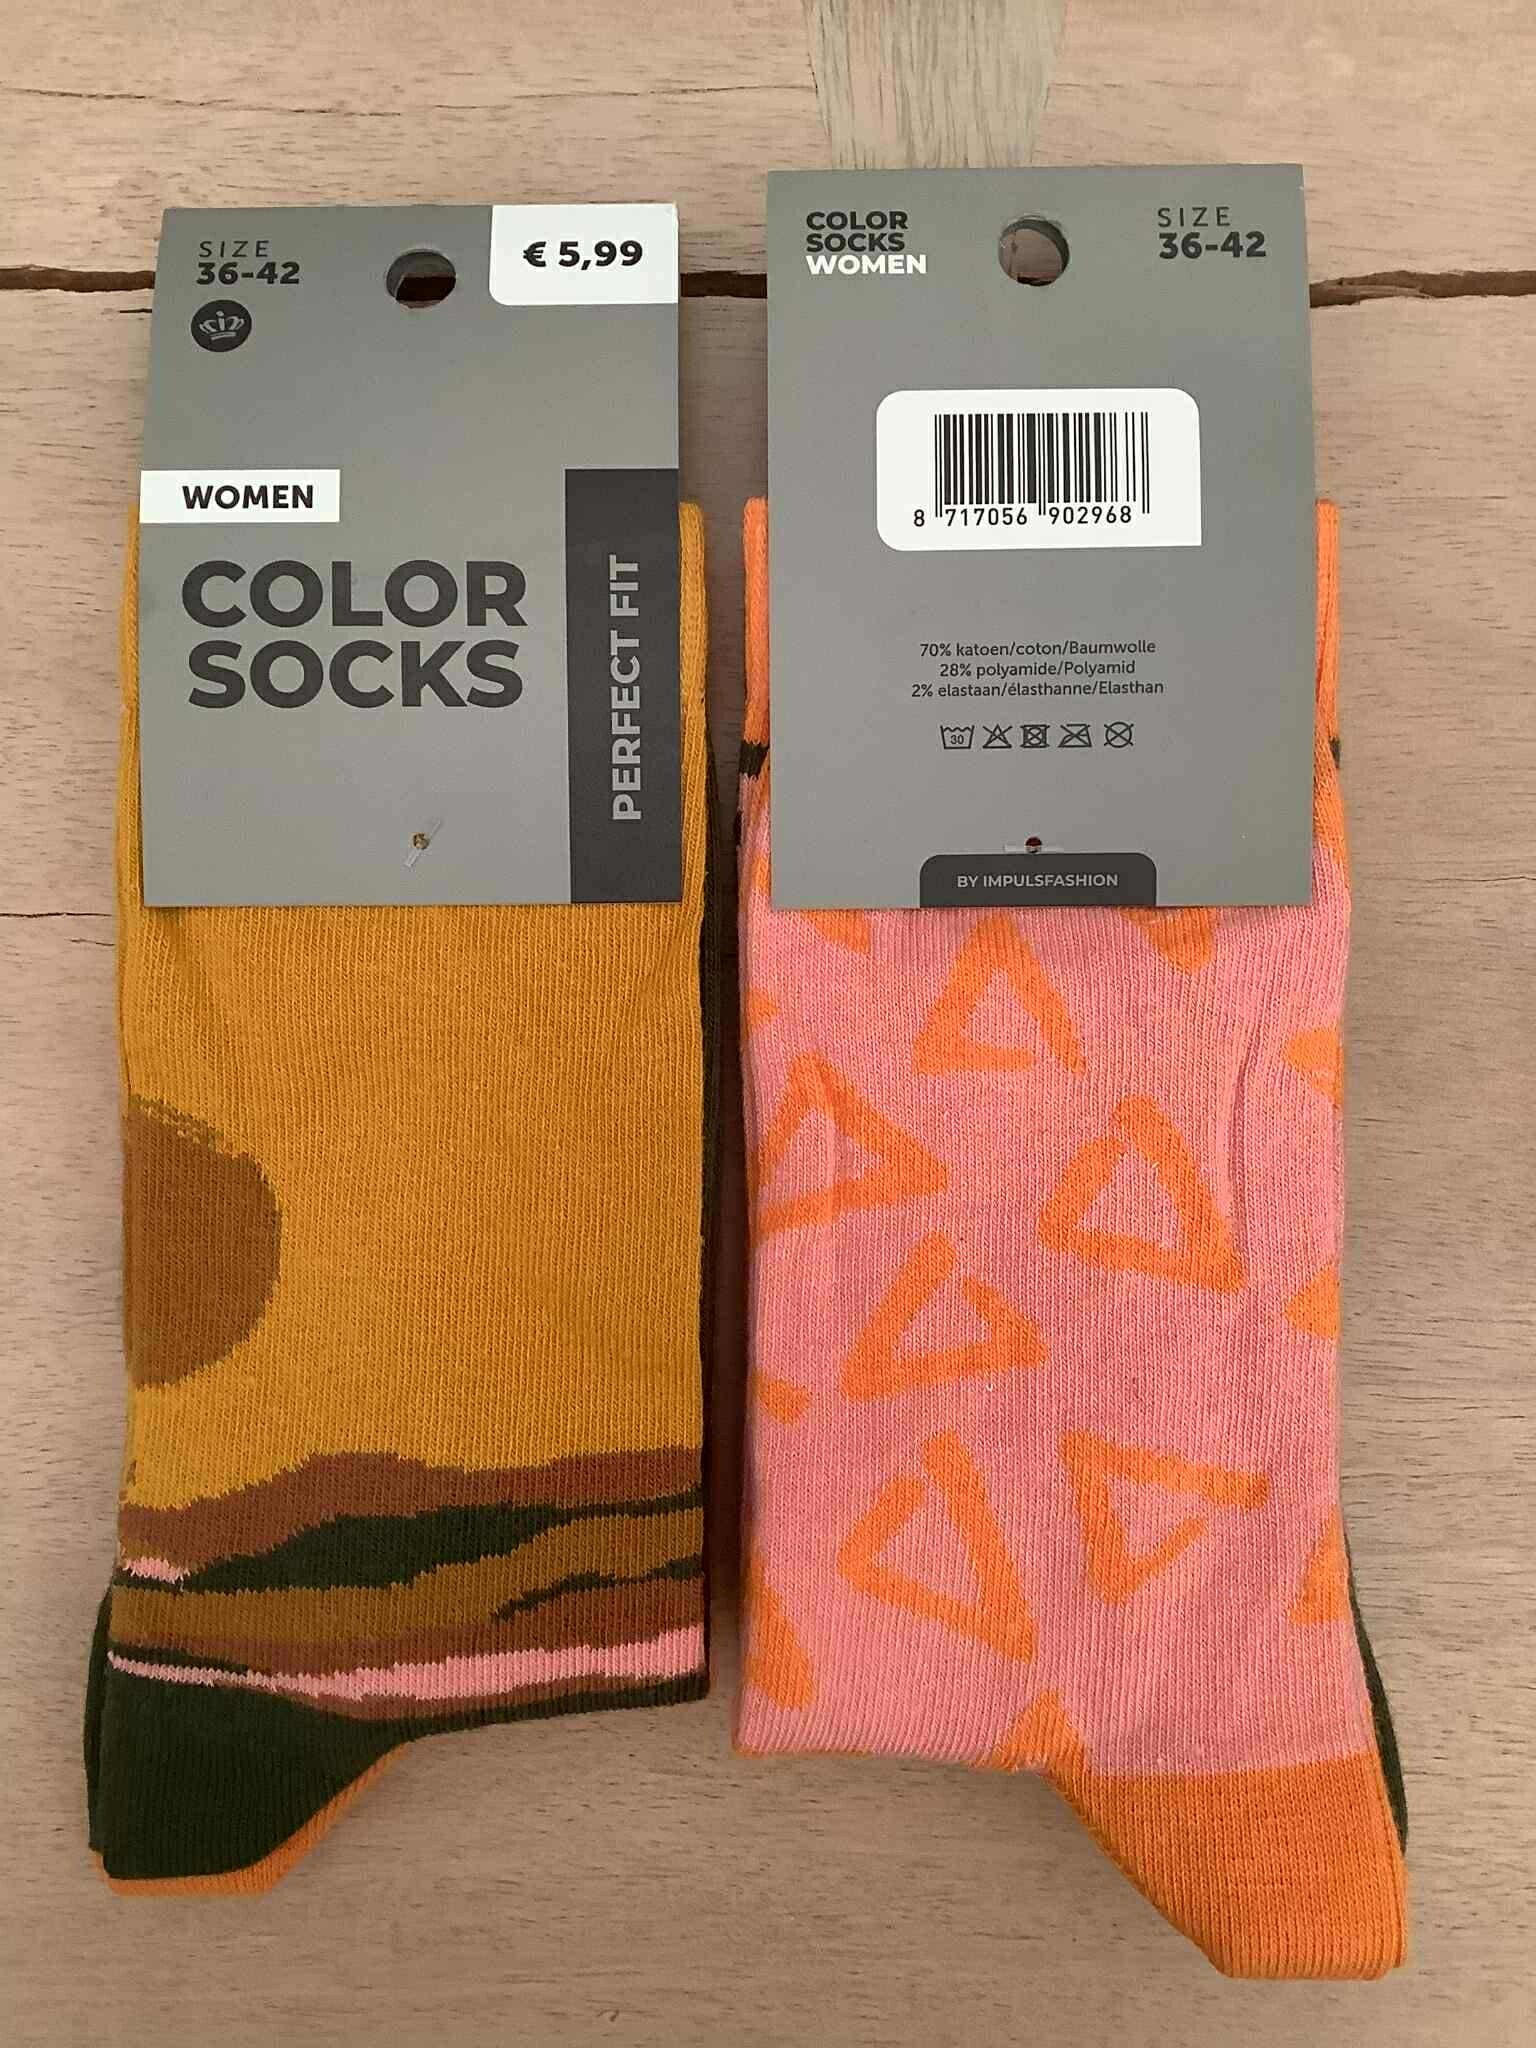 SIZE
36-42
€ 5,99
WOMEN
COLOR
SOCKS
PERFECT FIT
COLOR
SOCKS
WOMEN
SIZE
36-42
8 717056 902968
70% katoen/coton/Baumwolle
28% polyamide/Polyamid
2% elastaan/élasthanne/Elasthan
30
BY IMPULSFASHION